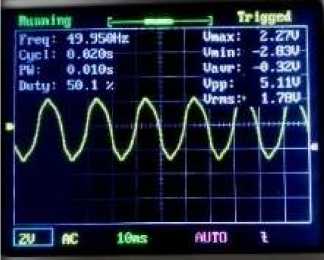 Running Trigged
Freq: 49.950Hz Vmax: 2.27V
Cycl: 0.020s Vmin: -2.83V
PW: 0.010s Vavr: -0.32V
Duty: 50.1 % Vpp: 5.11V
Vrms: 1.78V
2V AC 10ms AUTO